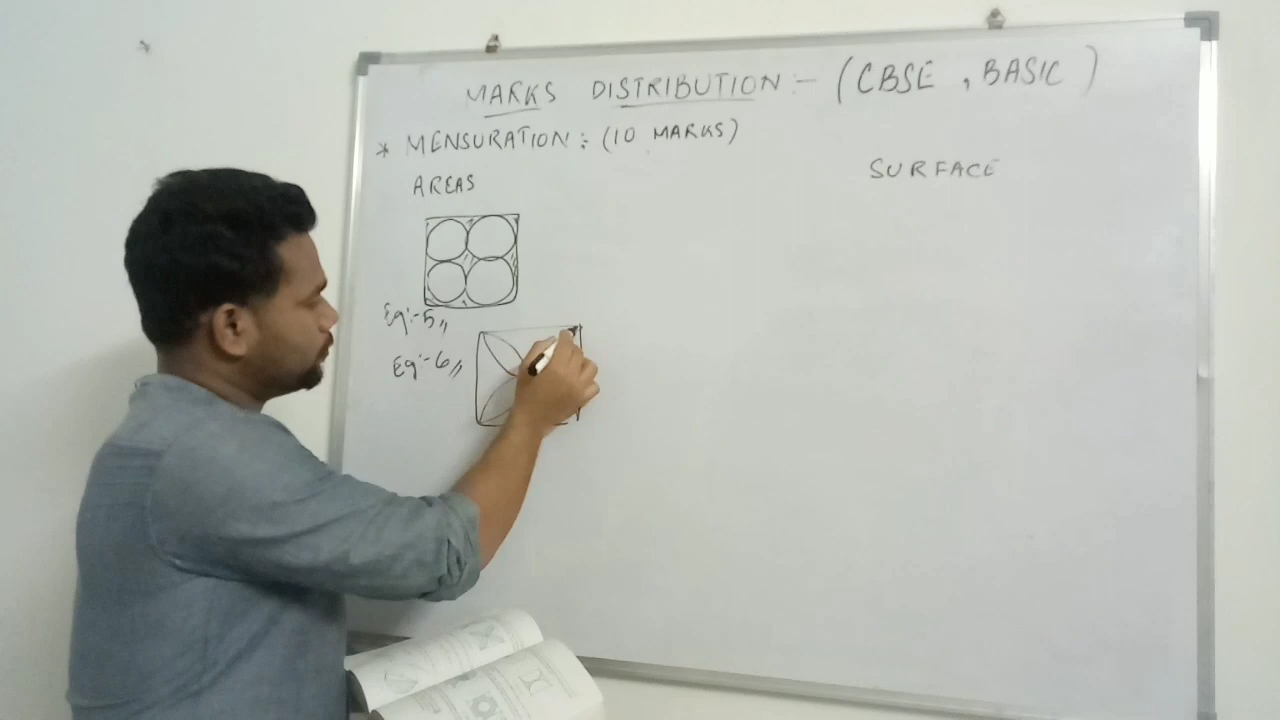 MARKS DISTRIBUTION :- (CBSE , BASIC )
* MENSURATION : (10 MARKS)
AREAS
SURFACE
Eg:-5,,
Eg:-6,,